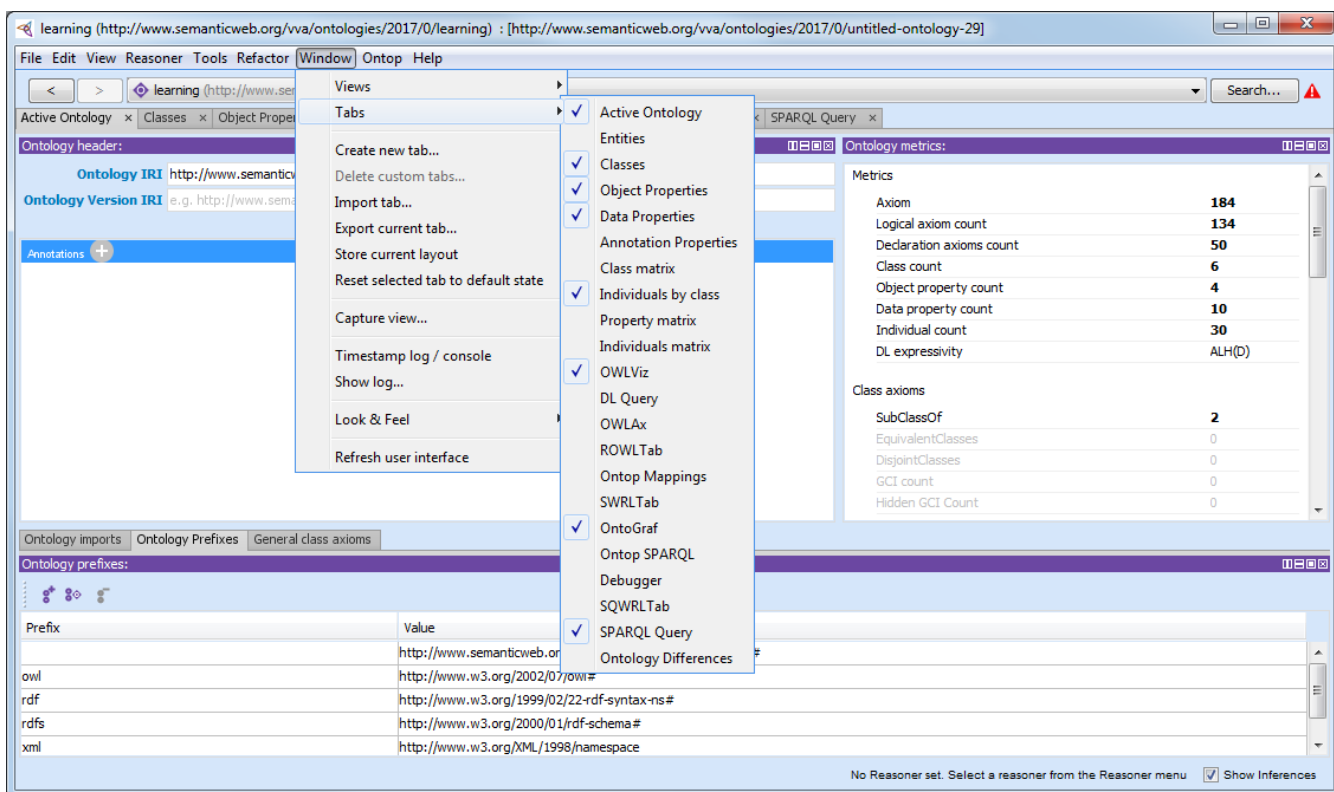 learning (http://www.semanticweb.org/vva/ontologies/2017/0/learning) : [http://www.semanticweb.org/vva/ontologies/2017/0/untitled-ontology-29]
File Edit View Reasoner Tools Refactor Window Ontop Help
< > learning (http://www.ser Search...
Active Ontology × Classes × Object Proper × SPARQL Query ×
Views
Tabs
Create new tab...
Delete custom tabs...
Import tab...
Export current tab...
Store current layout
Reset selected tab to default state
Capture view...
Timestamp log / console
Show log...
Look & Feel
Refresh user interface
Active Ontology
Entities
Classes
Object Properties
Data Properties
Annotation Properties
Class matrix
Individuals by class
Property matrix
Individuals matrix
OWLViz
DL Query
OWLAx
ROWLTab
Ontop Mappings
SWRLTab
OntoGraf
Ontop SPARQL
Debugger
SQWRLTab
SPARQL Query
Ontology Differences
Ontology header:
Ontology IRI http://www.semanticw
Ontology Version IRI e.g. http://www.sema
Annotations
Ontology metrics:
Metrics
Axiom 184
Logical axiom count 134
Declaration axioms count 50
Class count 6
Object property count 4
Data property count 10
Individual count 30
DL expressivity ALH(D)
Class axioms
SubClassOf 2
EquivalentClasses 0
DisjointClasses 0
GCI count 0
Hidden GCI Count 0
Ontology imports Ontology Prefixes General class axioms
Ontology prefixes:
Prefix Value
http://www.semanticweb.or #
owl http://www.w3.org/2002/07/owl#
rdf http://www.w3.org/1999/02/22-rdf-syntax-ns#
rdfs http://www.w3.org/2000/01/rdf-schema#
xml http://www.w3.org/XML/1998/namespace
No Reasoner set. Select a reasoner from the Reasoner menu Show Inferences